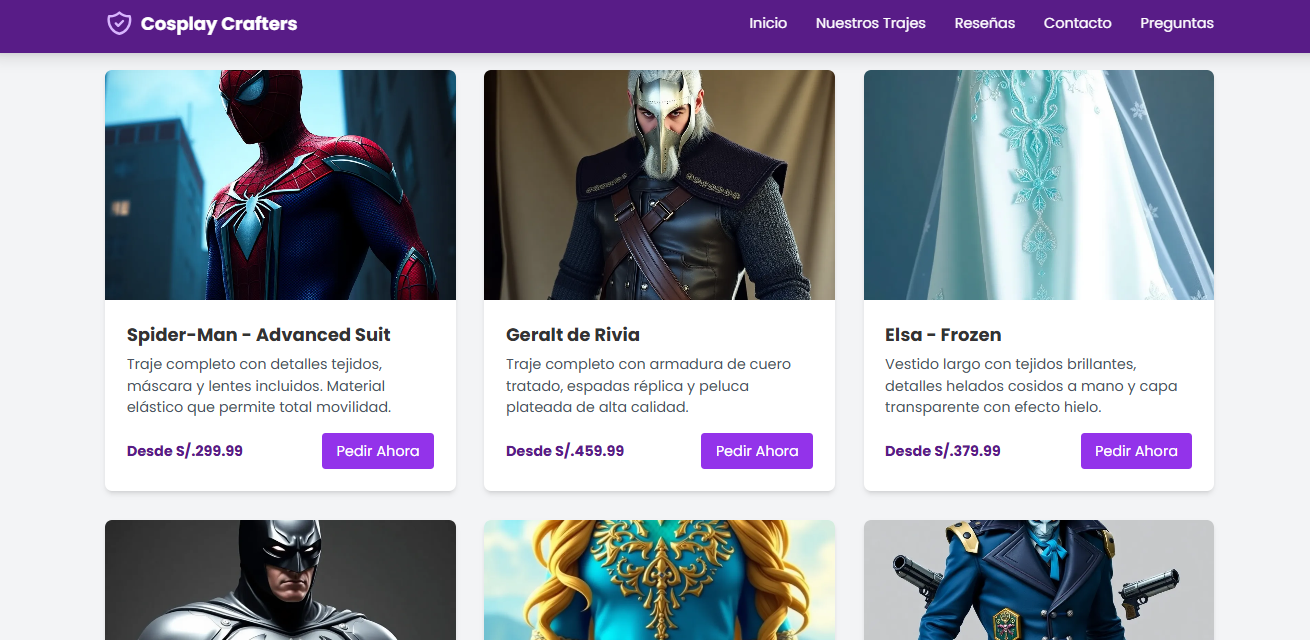 Cosplay Crafters
Inicio
Nuestros Trajes
Reseñas
Contacto
Preguntas
Spider-Man - Advanced Suit
Traje completo con detalles tejidos,
máscara y lentes incluidos. Material
elástico que permite total movilidad.
Desde S/.299.99
Pedir Ahora
Geralt de Rivia
Traje completo con armadura de cuero
tratado, espadas réplica y peluca
plateada de alta calidad.
Desde S/.459.99
Pedir Ahora
Elsa - Frozen
Vestido largo con tejidos brillantes,
detalles helados cosidos a mano y capa
transparente con efecto hielo.
Desde S/.379.99
Pedir Ahora